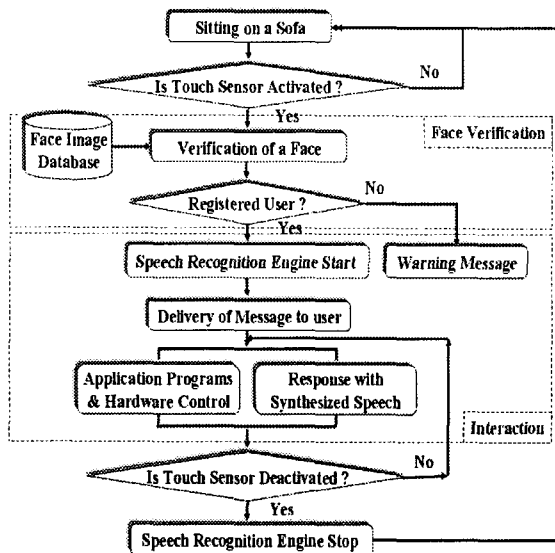 Sitting on a Sofa
Is Touch Sensor Activated ?
No
Yes
Face Image
Database
Verification of a Face
Face Verification
Registered User ?
No
Yes
Speech Recognition Engine Start
Warning Message
Delivery of Message to user
Application Programs
& Hardware Control
Response with
Synthesized Speech
Interaction
Is Touch Sensor Deactivated ?
No
Yes
Speech Recognition Engine Stop